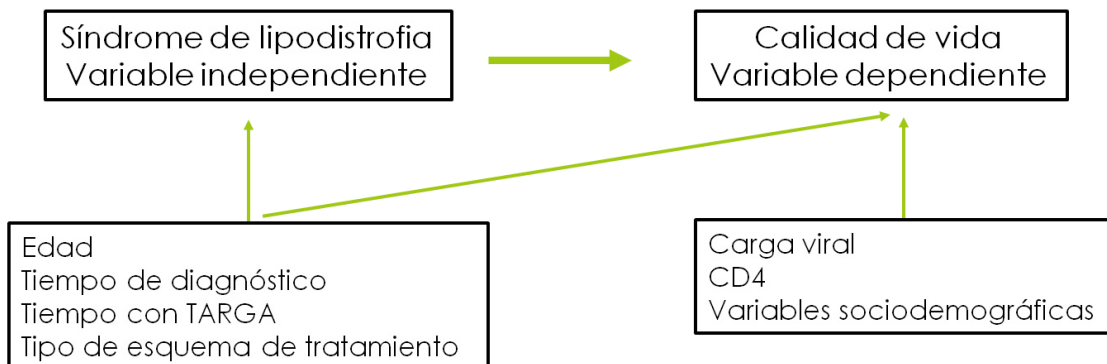 Síndrome de lipodistrofia
Variable independiente
Calidad de vida
Variable dependiente
Edad
Tiempo de diagnóstico
Tiempo con TARGA
Tipo de esquema de tratamiento
Carga viral
CD4
Variables sociodemográficas